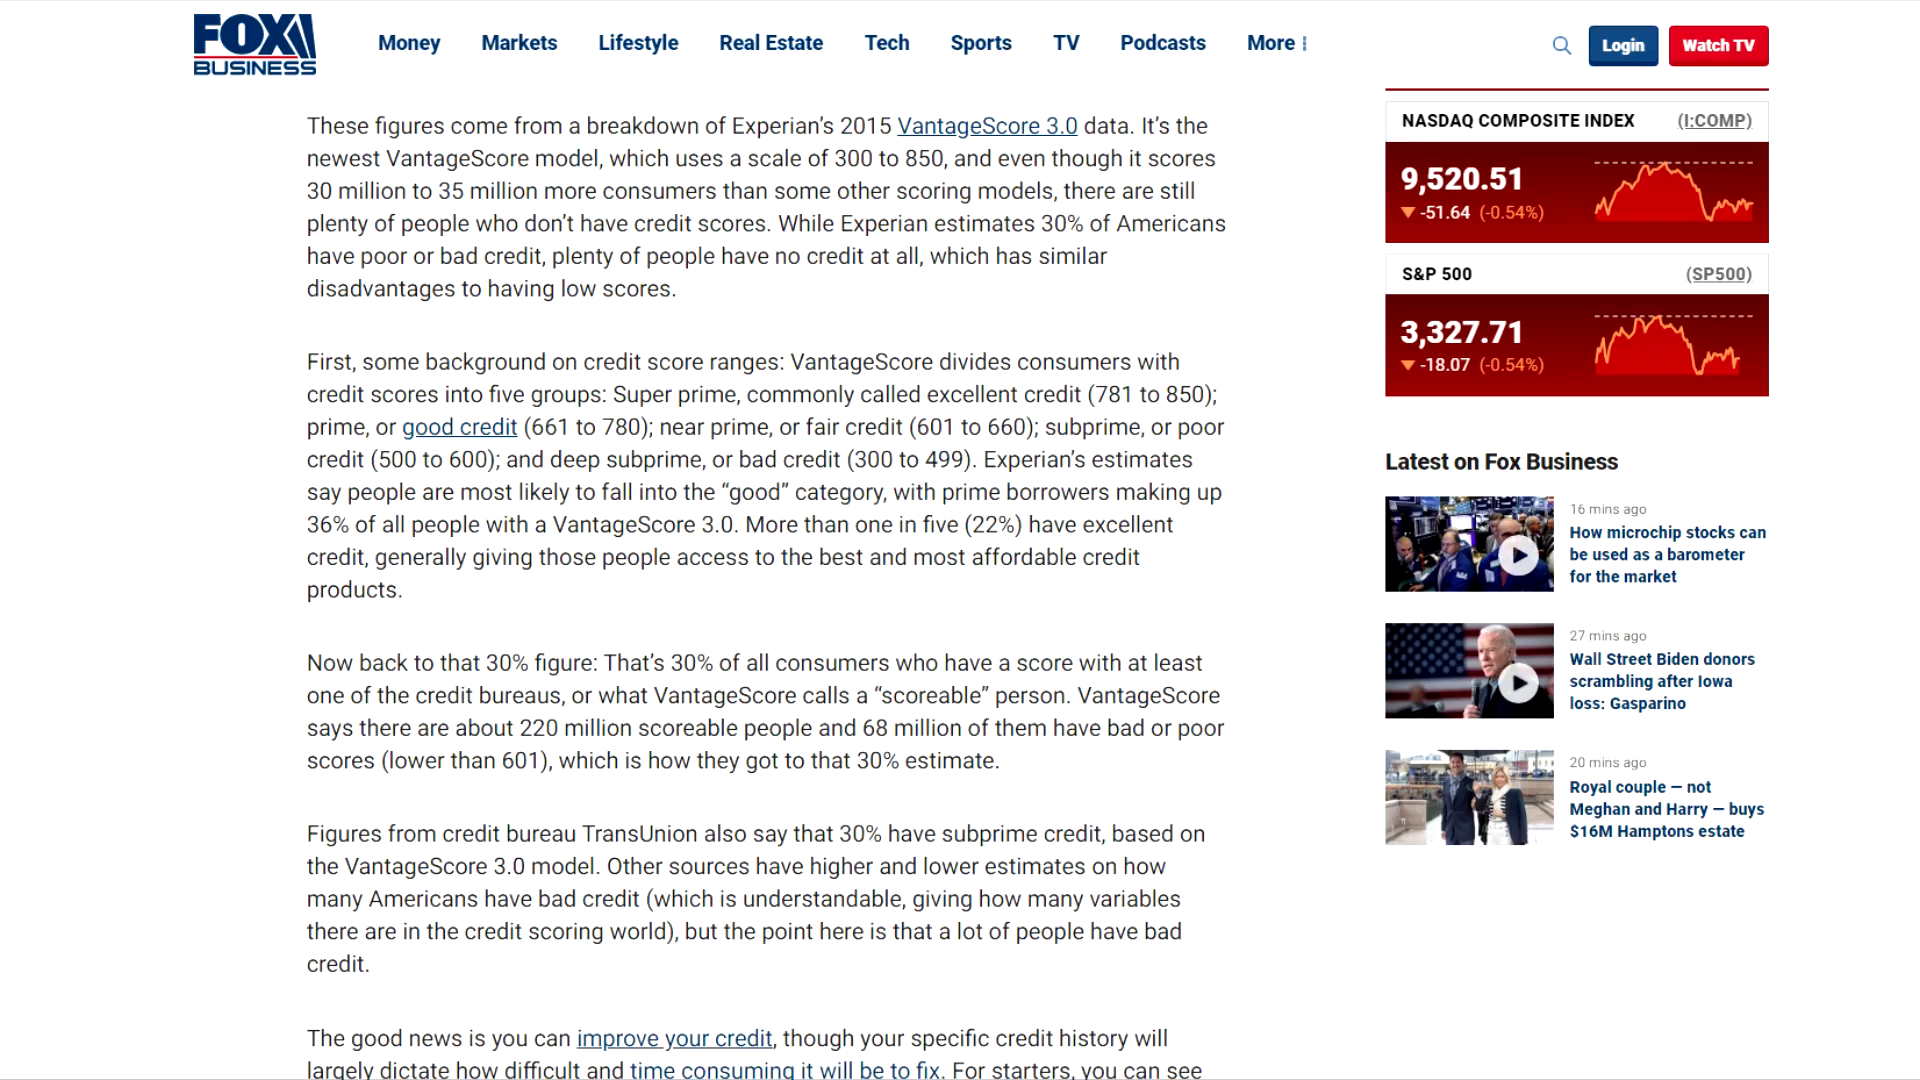 FOX BUSINESS
Money Markets Lifestyle Real Estate Tech Sports TV Podcasts More
Login
Watch TV
These figures come from a breakdown of Experian’s 2015 VantageScore 3.0 data. It’s the
newest VantageScore model, which uses a scale of 300 to 850, and even though it scores
30 million to 35 million more consumers than some other scoring models, there are still
plenty of people who don’t have credit scores. While Experian estimates 30% of Americans
have poor or bad credit, plenty of people have no credit at all, which has similar
disadvantages to having low scores.
First, some background on credit score ranges: VantageScore divides consumers with
credit scores into five groups: Super prime, commonly called excellent credit (781 to 850);
prime, or good credit (661 to 780); near prime, or fair credit (601 to 660); subprime, or poor
credit (500 to 600); and deep subprime, or bad credit (300 to 499). Experian’s estimates
say people are most likely to fall into the “good” category, with prime borrowers making up
36% of all people with a VantageScore 3.0. More than one in five (22%) have excellent
credit, generally giving those people access to the best and most affordable credit
products.
Now back to that 30% figure: That’s 30% of all consumers who have a score with at least
one of the credit bureaus, or what VantageScore calls a “scoreable” person. VantageScore
says there are about 220 million scoreable people and 68 million of them have bad or poor
scores (lower than 601), which is how they got to that 30% estimate.
Figures from credit bureau TransUnion also say that 30% have subprime credit, based on
the VantageScore 3.0 model. Other sources have higher and lower estimates on how
many Americans have bad credit (which is understandable, giving how many variables
there are in the credit scoring world), but the point here is that a lot of people have bad
credit.
The good news is you can improve your credit, though your specific credit history will
largely dictate how difficult and time consuming it will be to fix. For starters, you can see
NASDAQ COMPOSITE INDEX (I:COMP)
9,520.51
-51.64 (-0.54%)
S&P 500 (SP500)
3,327.71
-18.07 (-0.54%)
Latest on Fox Business
16 mins ago
How microchip stocks can
be used as a barometer
for the market
27 mins ago
Wall Street Biden donors
scrambling after Iowa
loss: Gasparino
20 mins ago
Royal couple — not
Meghan and Harry — buys
$16M Hamptons estate